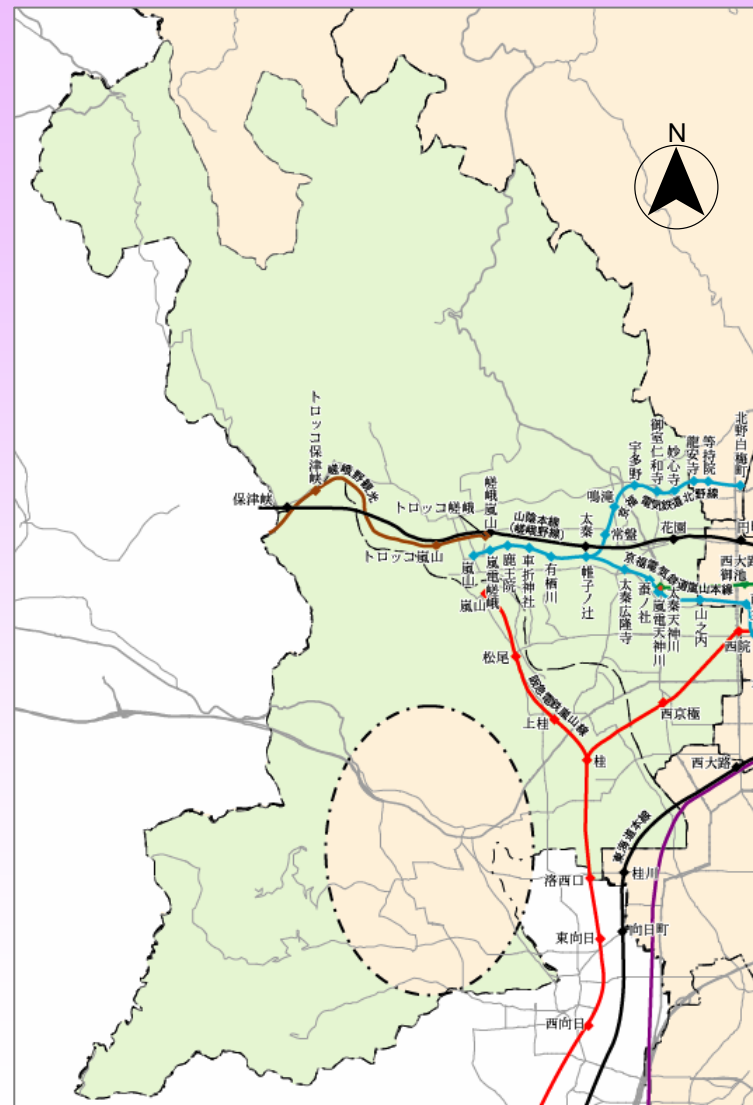 N
トロッコ保津峡
嵯峨野観光
保津峡
トロッコ嵯峨
嵯峨嵐山
トロッコ嵐山
山陰本線
(嵯峨野線)
太秦
花園
宇多野
御室仁和寺
妙心寺
龍安寺
等持院
北野白梅町
鳴滝
常盤
電気鉄道北野線
嵐山
嵐電嵯峨
鹿王院
車折神社
有栖川
帷子ノ辻
太秦広隆寺
蚕ノ社
嵐電天神川
太秦天神川
山之内
京福電気鉄道嵐山本線
西大路
御池
西院
嵐山
松尾
阪急電鉄嵐山線
上桂
桂
西京極
西大路
東海道本線
桂川
洛西口
東向日
向日町
西向日